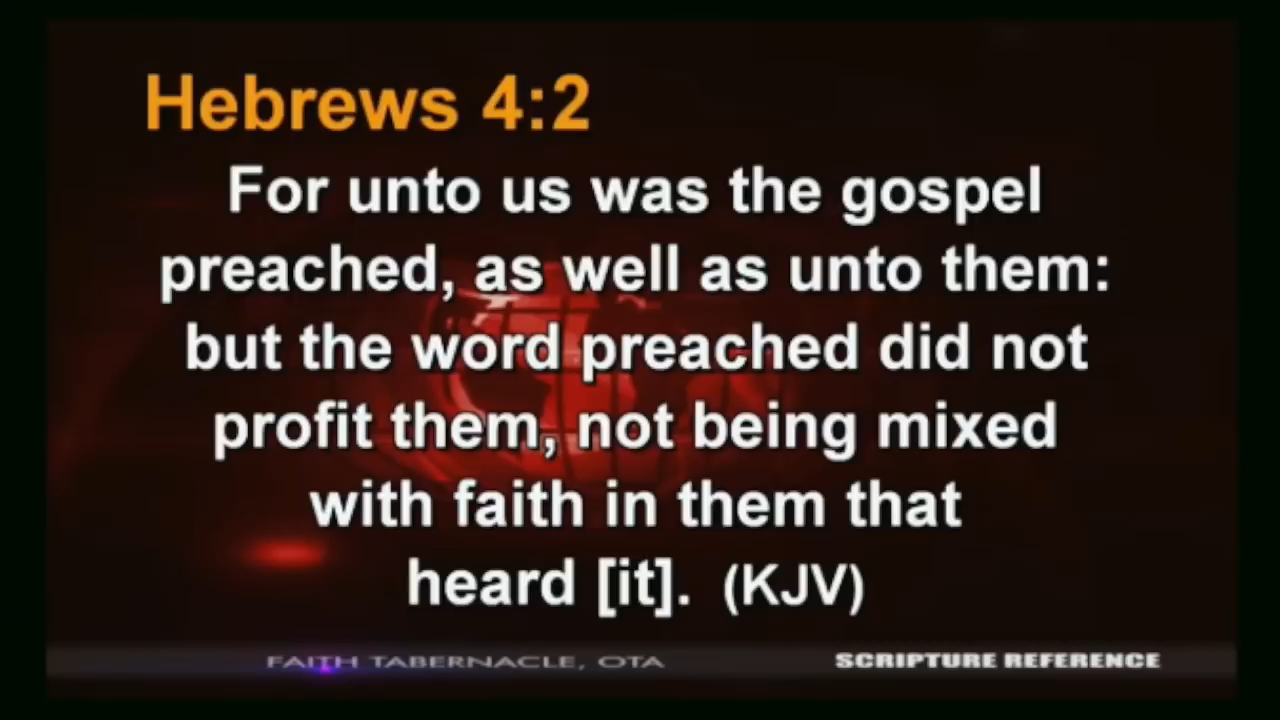 Hebrews 4:2
For unto us was the gospel
preached, as well as unto them:
but the word preached did not
profit them, not being mixed
with faith in them that
heard [it]. (KJV)
FAITH TABERNACLE, OTA
SCRIPTURE REFERENCE